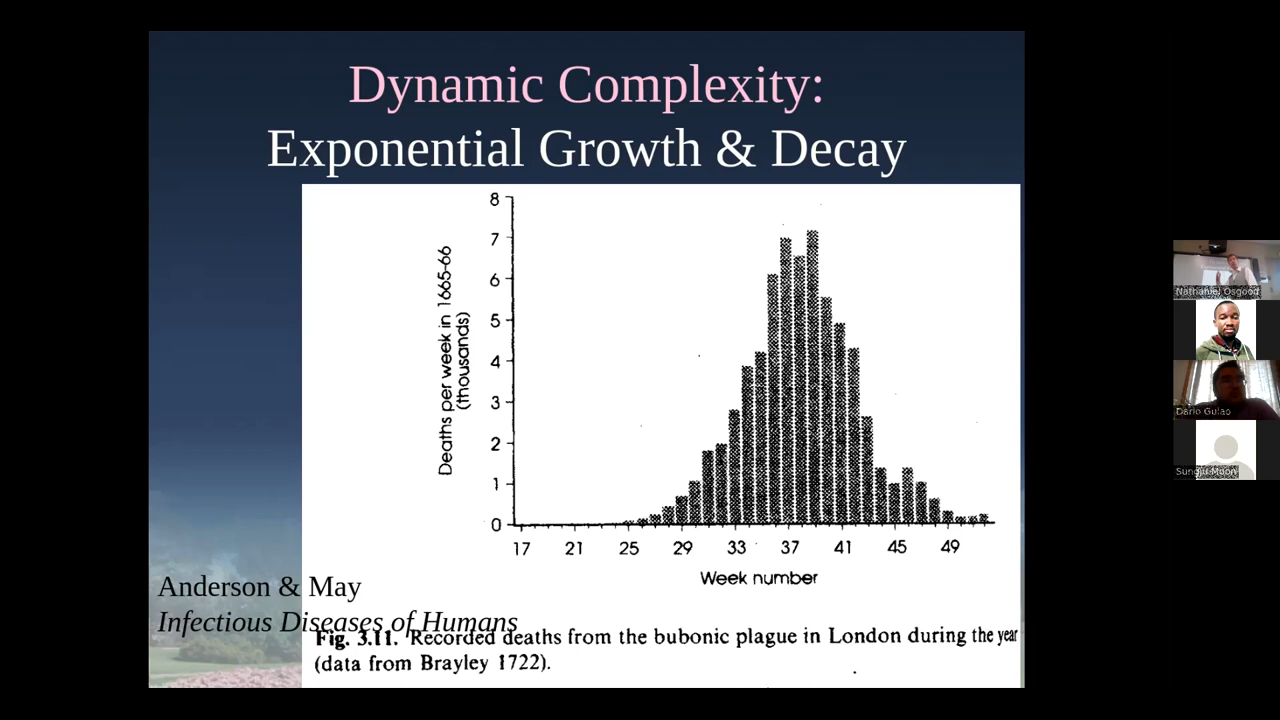 Dynamic Complexity:
Exponential Growth & Decay
8
7
6
5
4
3
2
1
0
Deaths per week in 1665-66
(thousands)
17 21 25 29 33 37 41 45 49
Week number
Anderson & May
Infectious Diseases of Humans
Fig. 3.11. Recorded deaths from the bubonic plague in London during the year
(data from Brayley 1722).
Nathaniel Osgood
Dario Gulao
Sungju Moon